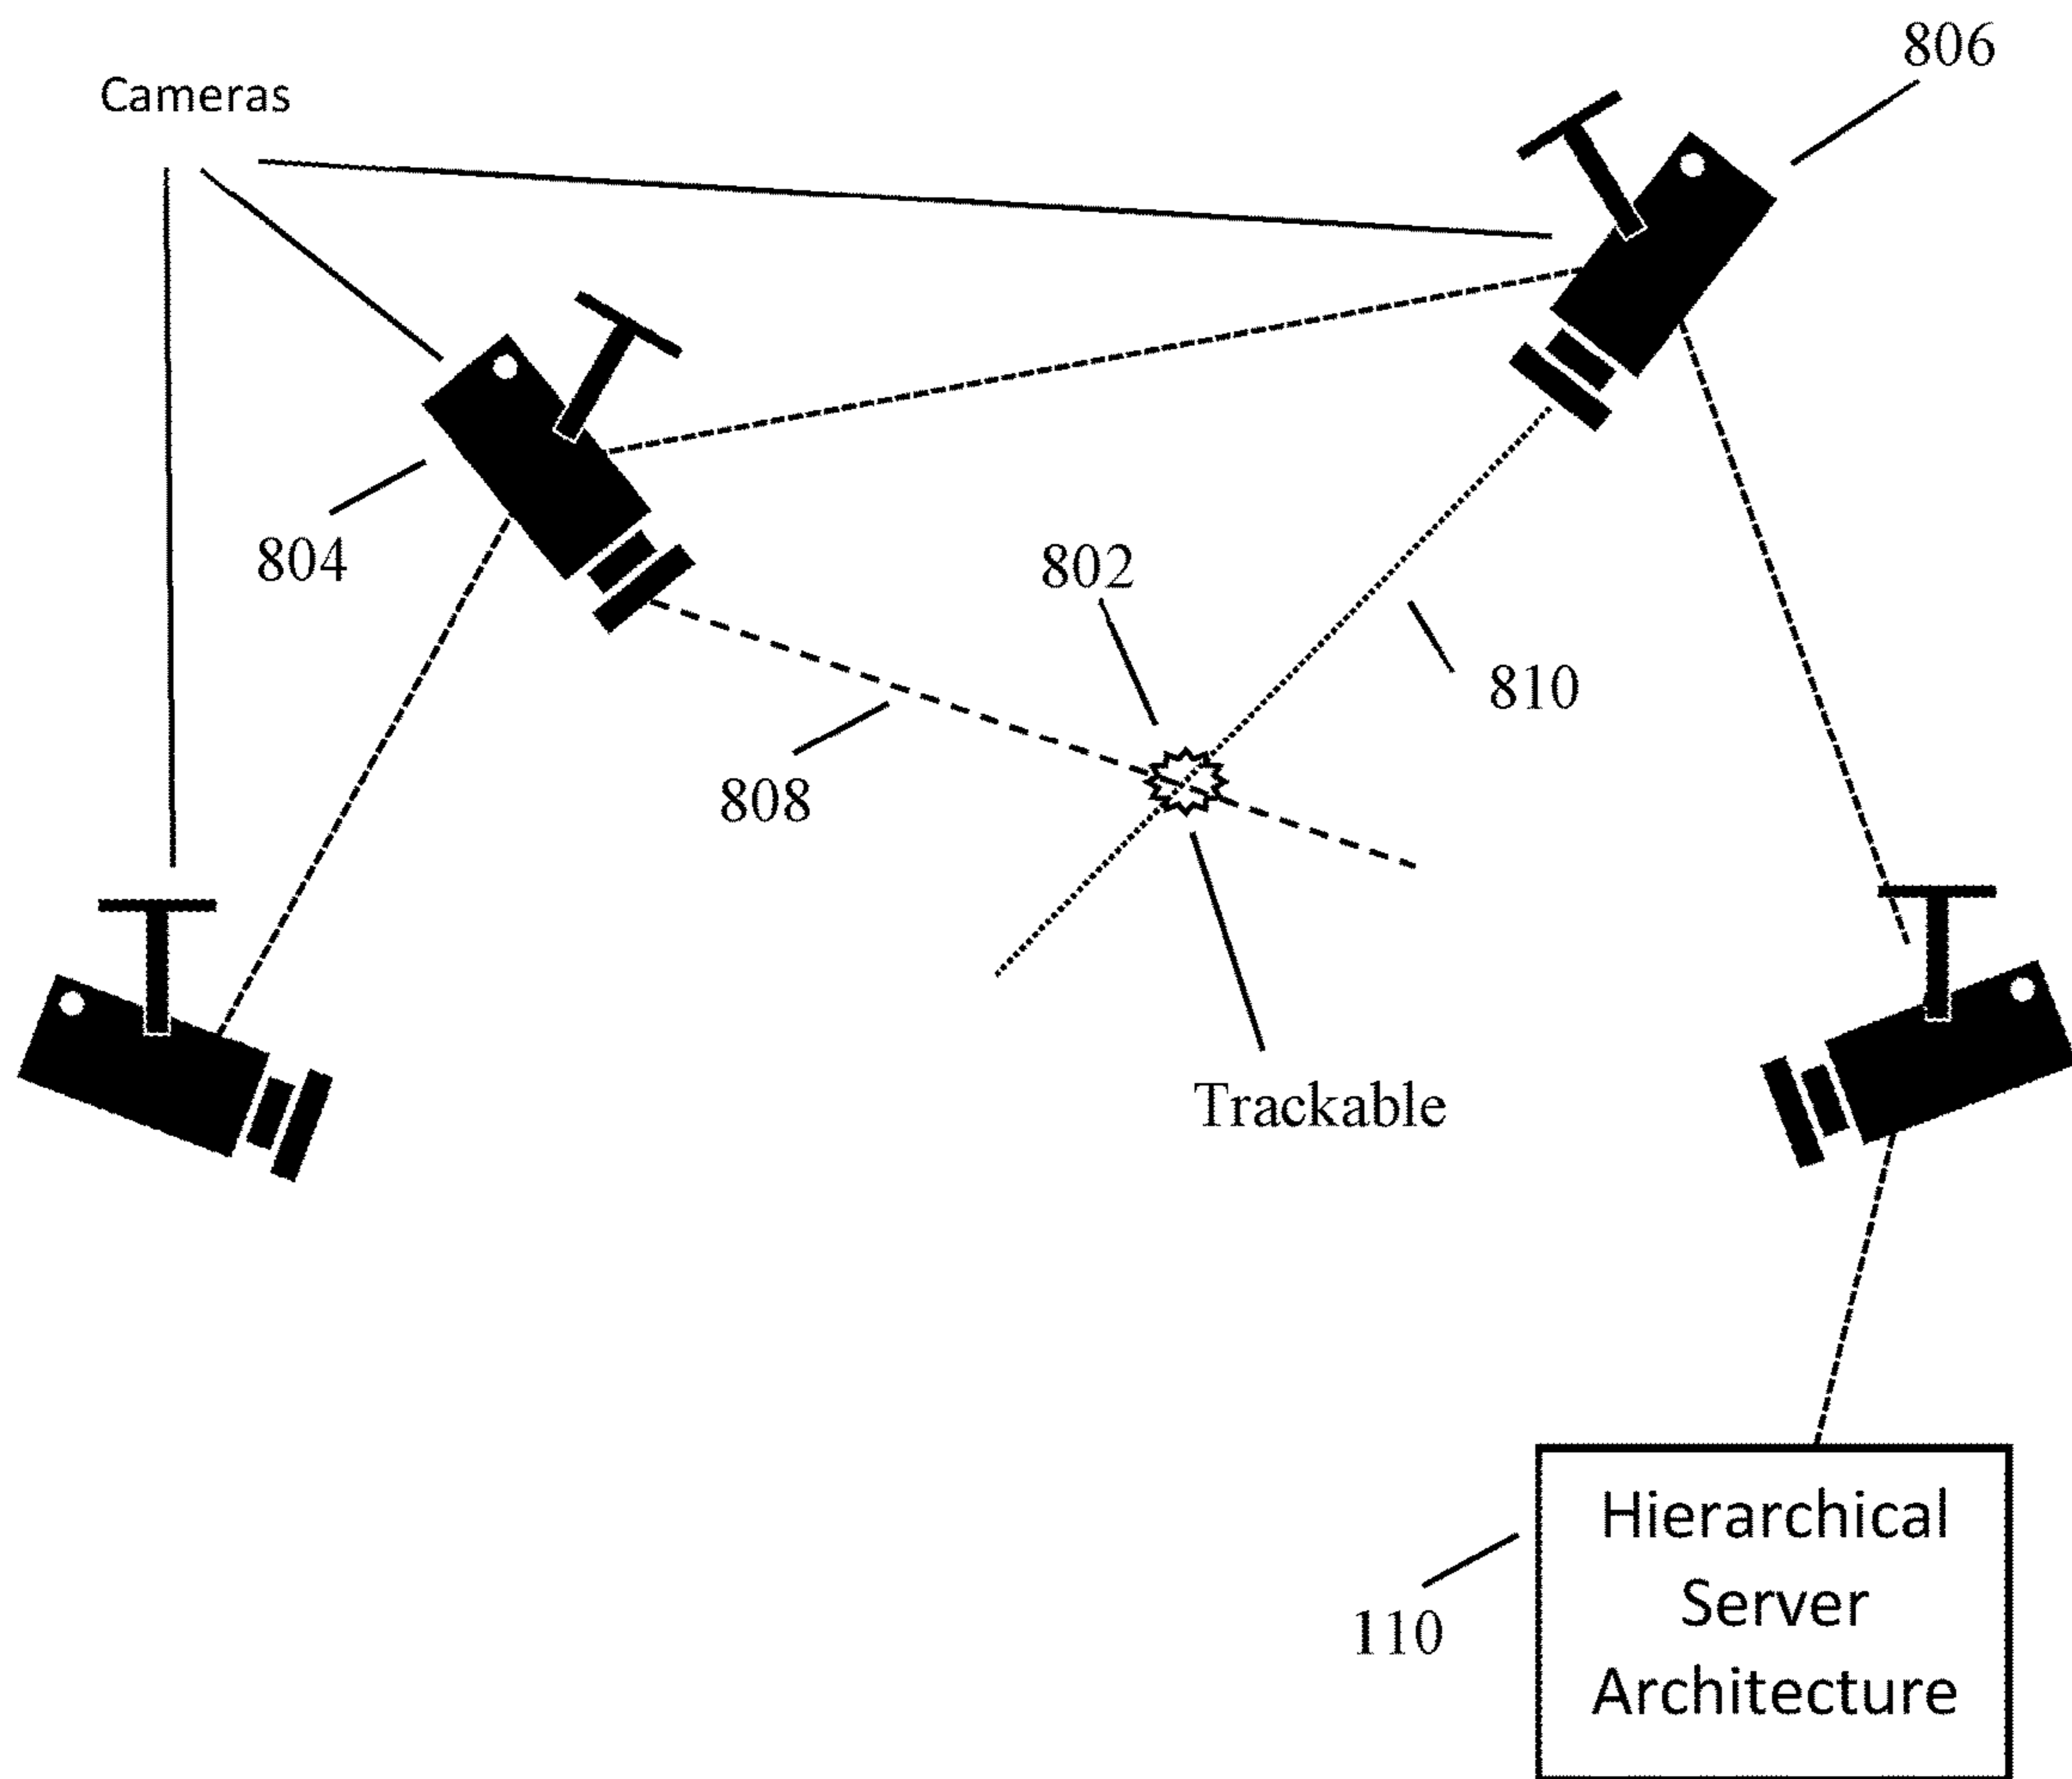 806
Cameras
804
802
810
808
Trackable
Hierarchical
Server
Architecture
110